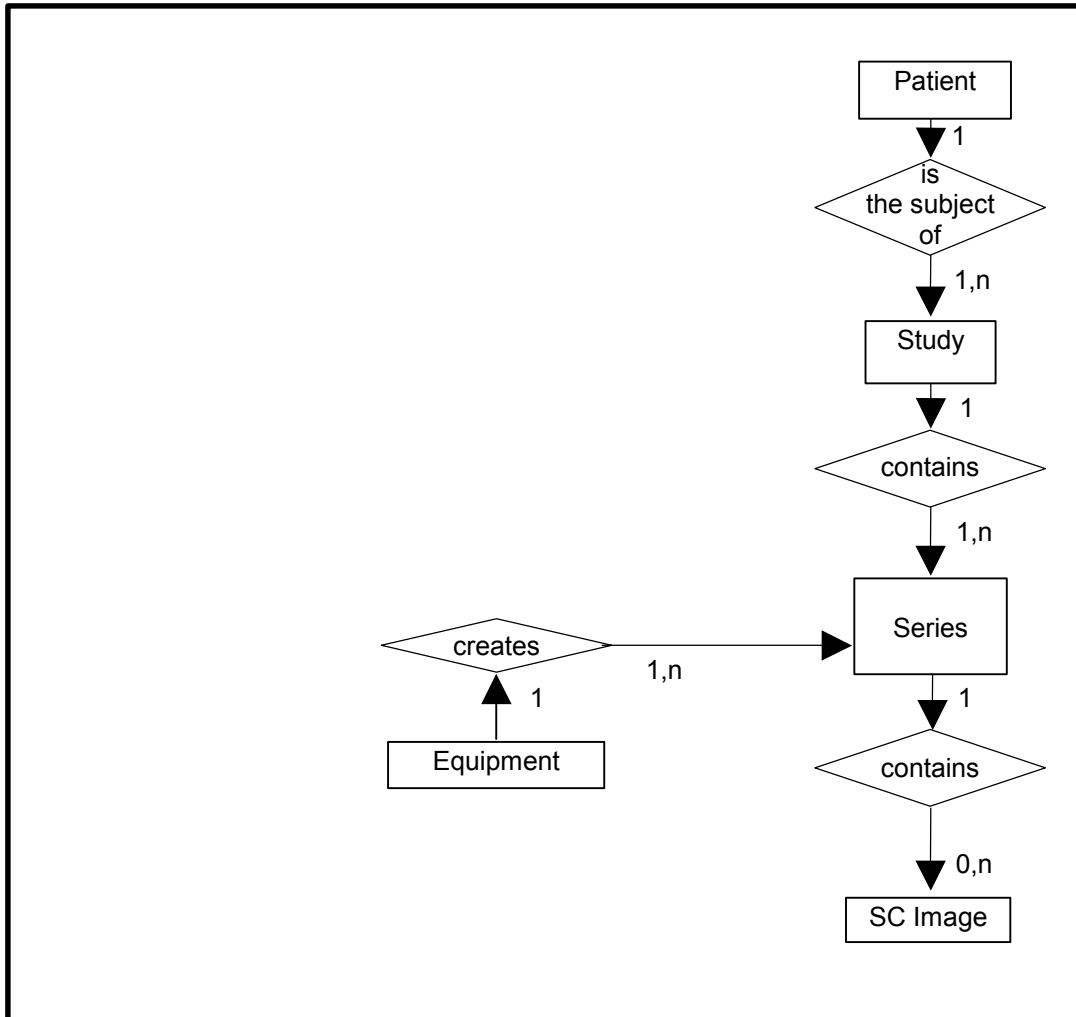 Patient
1
is
the subject
of
1,n
Study
1
contains
1,n
Series
creates
1,n
1
1
Equipment
contains
0,n
SC Image